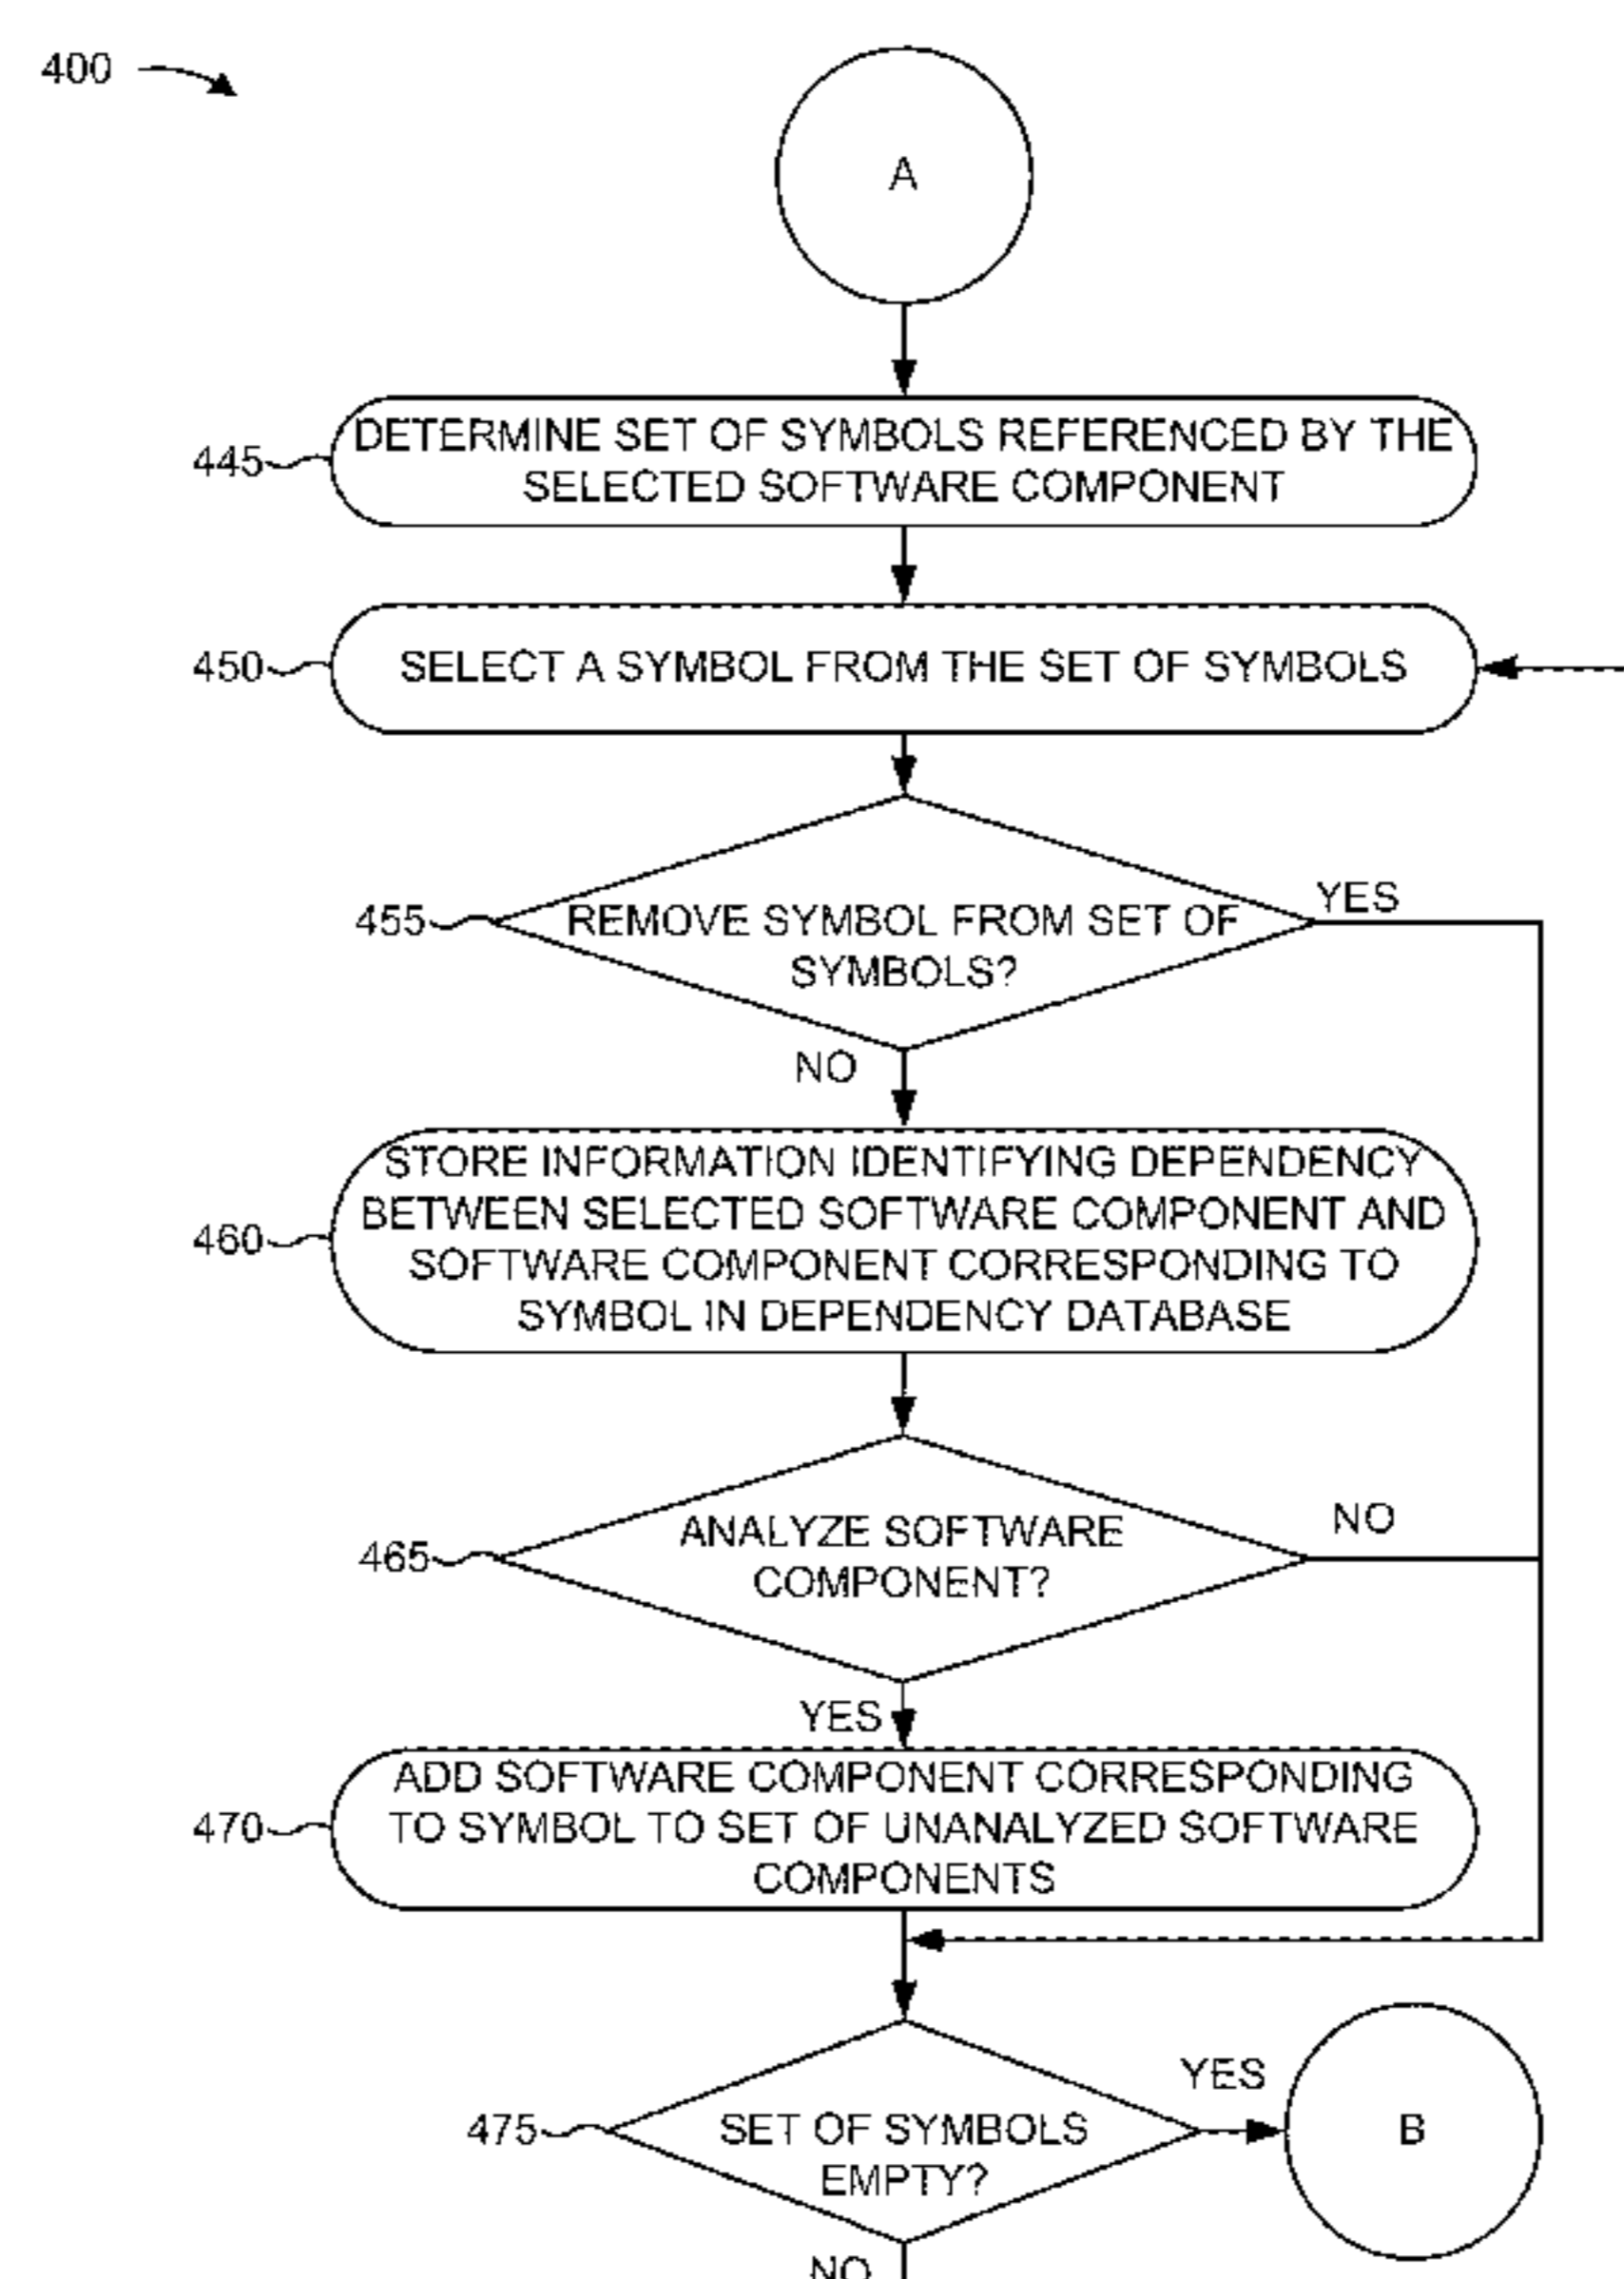 400
A
445
DETERMINE SET OF SYMBOLS REFERENCED BY THE
SELECTED SOFTWARE COMPONENT
450
SELECT A SYMBOL FROM THE SET OF SYMBOLS
455
REMOVE SYMBOL FROM SET OF
SYMBOLS?
YES
NO
460
STORE INFORMATION IDENTIFYING DEPENDENCY
BETWEEN SELECTED SOFTWARE COMPONENT AND
SOFTWARE COMPONENT CORRESPONDING TO
SYMBOL IN DEPENDENCY DATABASE
465
ANALYZE SOFTWARE
COMPONENT?
NO
YES
470
ADD SOFTWARE COMPONENT CORRESPONDING
TO SYMBOL TO SET OF UNANALYZED SOFTWARE
COMPONENTS
475
SET OF SYMBOLS
EMPTY?
YES
B
NO